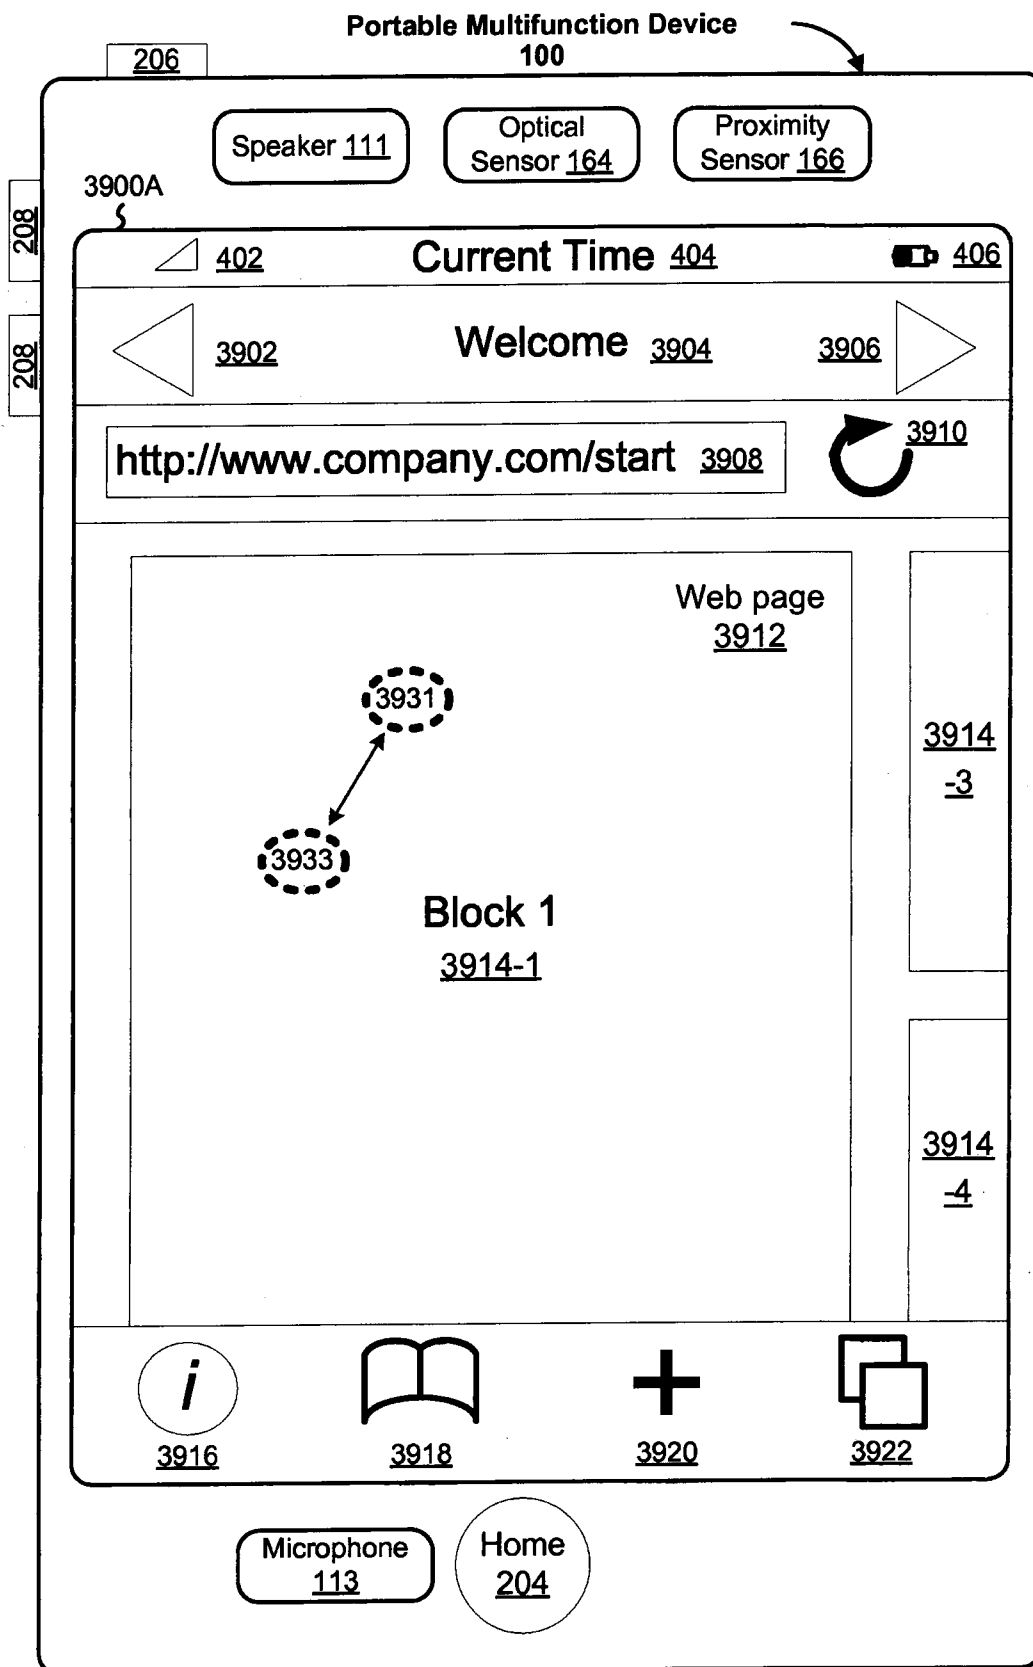 Portable Multifunction Device
100
206
Speaker 111
Optical
Sensor 164
Proximity
Sensor 166
3900A
208
208
402
Current Time 404
406
3902
Welcome 3904
3906
http://www.company.com/start 3908
3910
Web page
3912
3931
3933
Block 1
3914-1
3914
-3
3914
-4
i
3916
3918
3920
3922
Microphone
113
Home
204